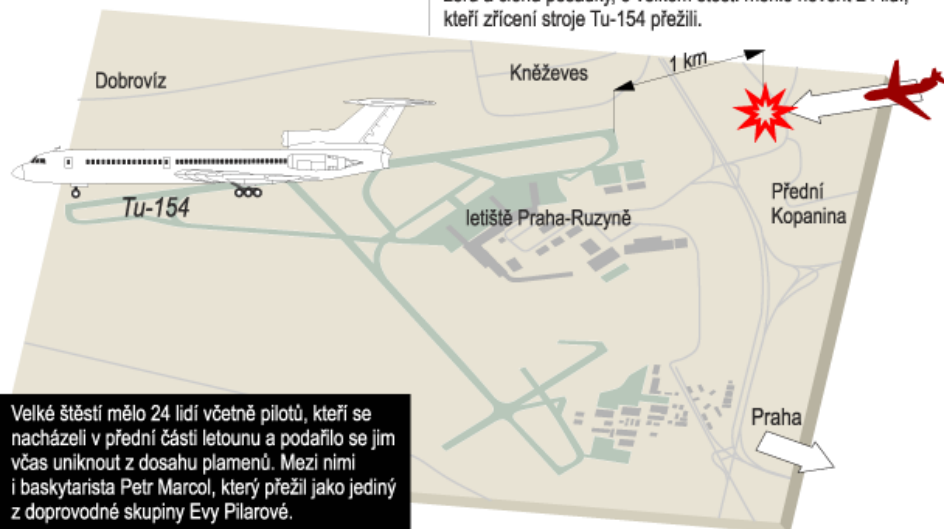 kteří zřícení stroje Tu-154 přežili.
Dobrovíz
Kněževes
1 km
Tu-154
letiště Praha-Ruzyně
Přední
Kopanina
Praha
Velké štěstí mělo 24 lidí včetně pilotů, kteří se
nacházeli v přední části letounu a podařilo se jim
včas uniknout z dosahu plamenů. Mezi nimi
i baskytarista Petr Marcol, který přežil jako jediný
z doprovodné skupiny Evy Pilarové.